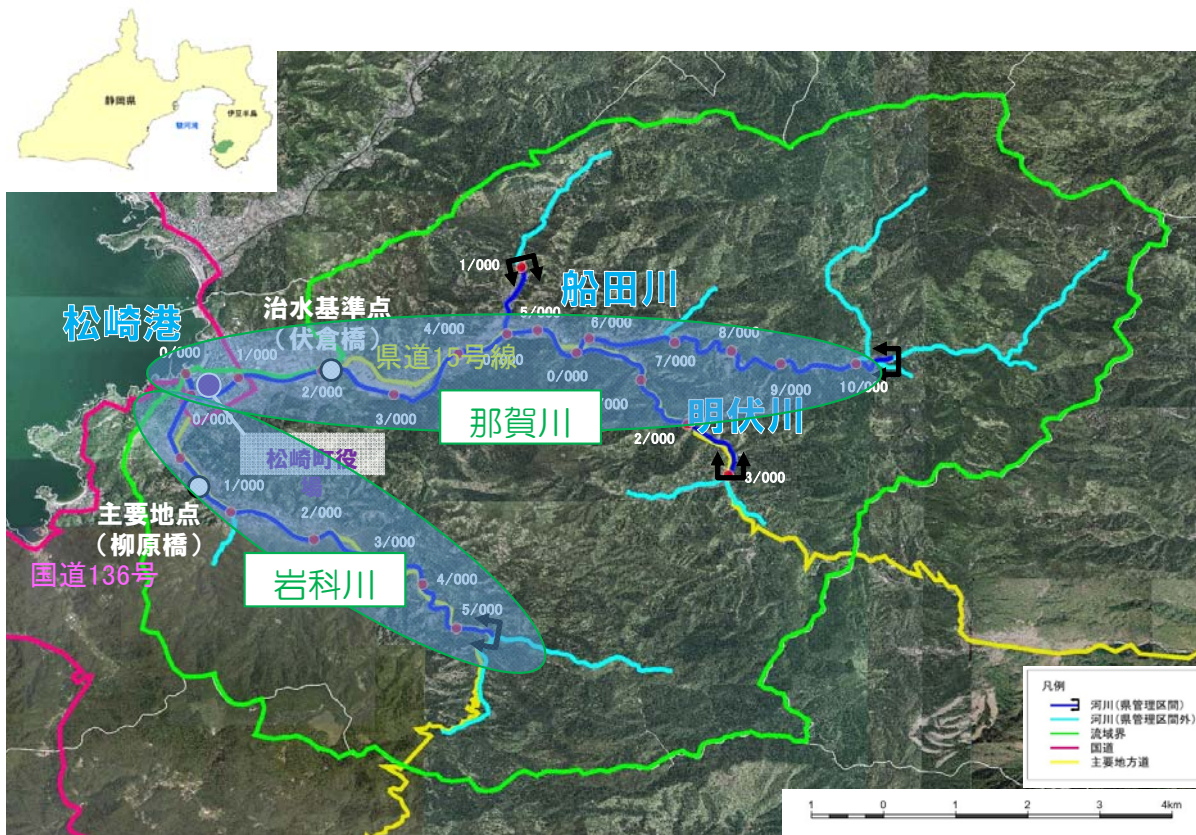 静岡県
駿河湾
伊豆半島
1/000
船田川
松崎港
治水基準点
(伏倉橋)
4/000
5/000
6/000
8/000
0/000
1/000
県道15号線
0/000
7/000
2/000
0/000
9/000
10/000
3/000
那賀川
明伏川
0/000
2/000
松崎町役
3/000
1/000
主要地点
(柳原橋)
2/000
3/000
国道136号
岩科川
4/000
5/000
凡例
河川(県管理区間)
河川(県管理区間外)
流域界
国道
主要地方道
1 0 1 2 3 4km